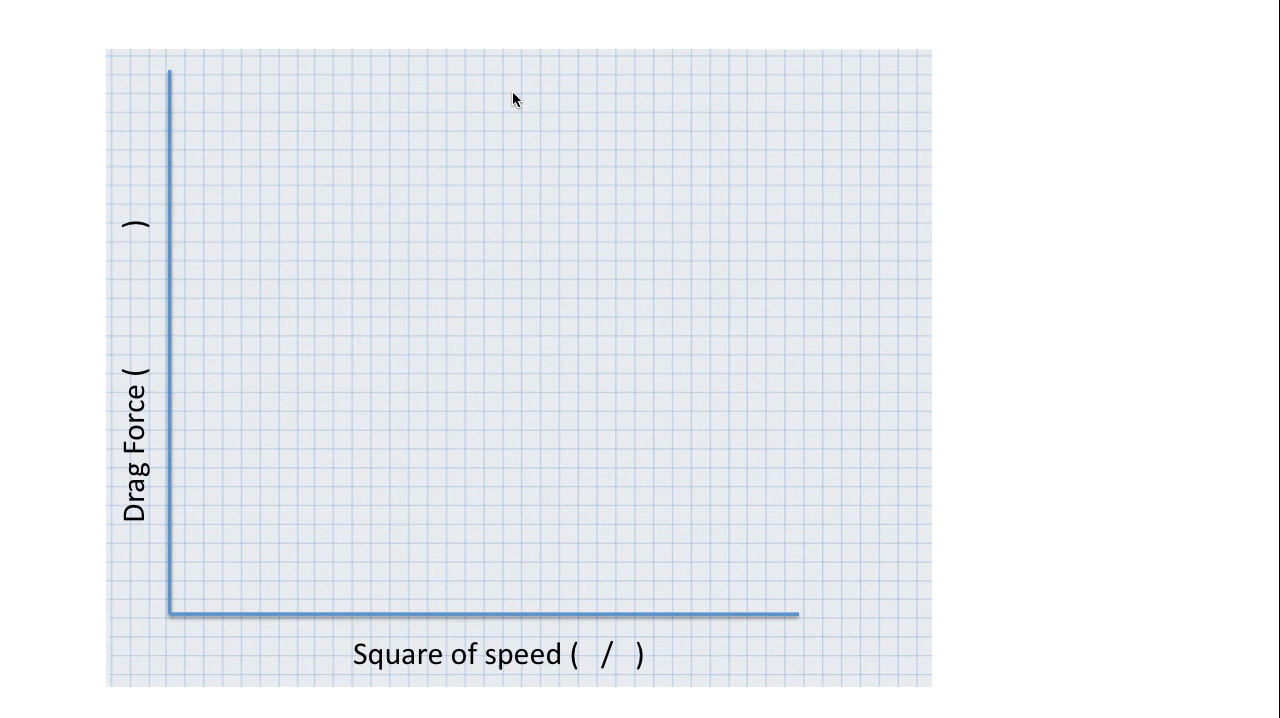 Drag Force (          )
Square of speed (   /   )